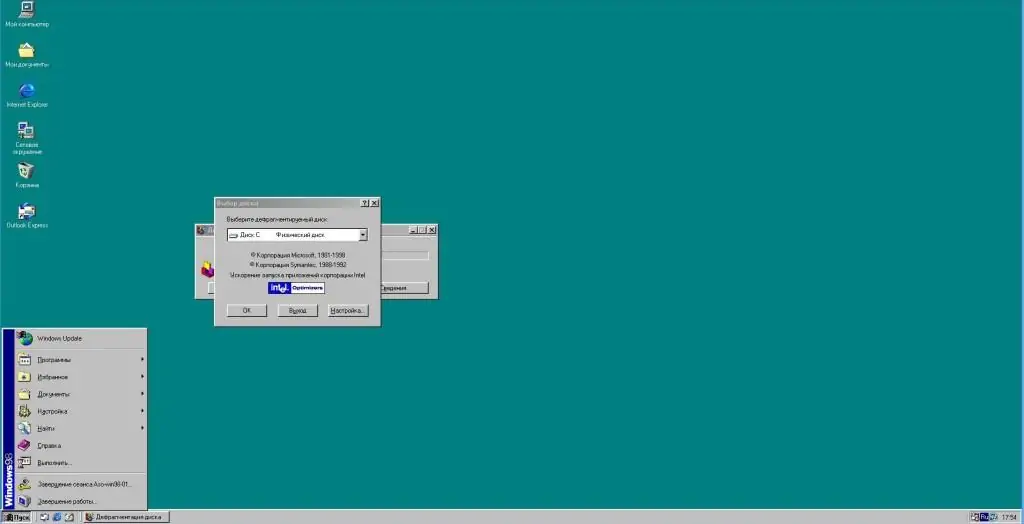 Мой компьютер
Мои документы
Internet Explorer
Сетевое
окружение
Корзина
Outlook Express
Выбор диска
Выберите дефрагментируемый диск
Диск C Физический диск
© Корпорация Microsoft, 1981-1998
© Корпорация Symantec, 1988-1992
Ускорение запуска приложений корпорации Intel
intel. Optimizers
OK Выход Настройка...
Сведения
Windows Update
Программы
Избранное
Документы
Настройка
Найти
Справка
Выполнить...
Завершение сеанса Aso-win98-01...
Завершение работы...
Windows98
Пуск Дефрагментация диска Ru 17:54